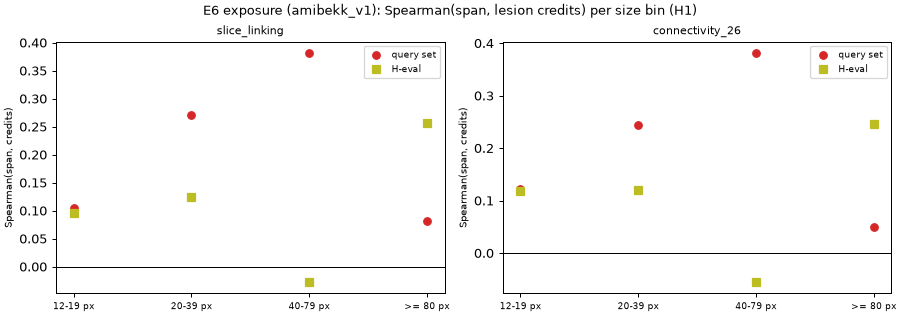 E6 exposure (amibekk_v1): Spearman(span, lesion credits) per size bin (H1)
slice_linking
Spearman(span, credits)
0.40
0.35
0.30
0.25
0.20
0.15
0.10
0.05
0.00
query set
H-eval
12-19 px
20-39 px
40-79 px
>= 80 px
connectivity_26
Spearman(span, credits)
0.4
0.3
0.2
0.1
0.0
query set
H-eval
12-19 px
20-39 px
40-79 px
>= 80 px